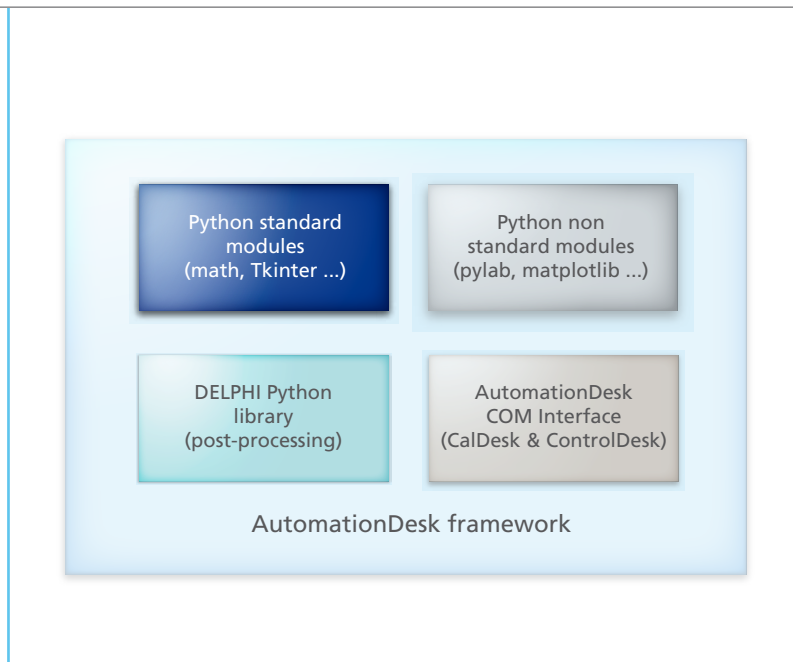 Python standard
modules
(math, Tkinter ...)
Python non
standard modules
(pylab, matplotlib ...)
DELPHI Python
library
(post-processing)
AutomationDesk
COM Interface
(CalDesk & ControlDesk)
AutomationDesk framework